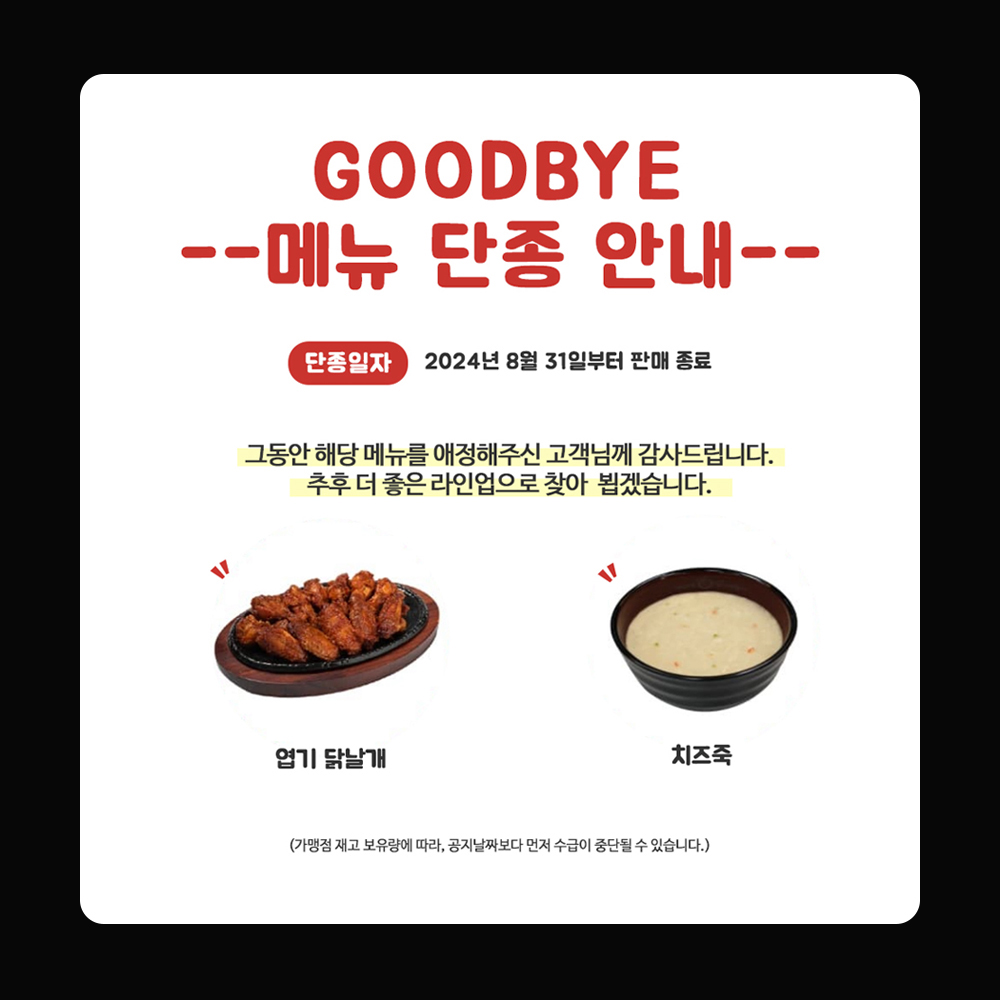 GOODBYE
--메뉴 단종 안내--
단종일자 2024년 8월 31일부터 판매 종료
그동안 해당 메뉴를 애정해주신 고객님께 감사드립니다.
추후 더 좋은 라인업으로 찾아 뵙겠습니다.
엽기 닭날개
치즈죽
(가맹점 재고 보유량에 따라, 공지날짜보다 먼저 수급이 중단될 수 있습니다.)